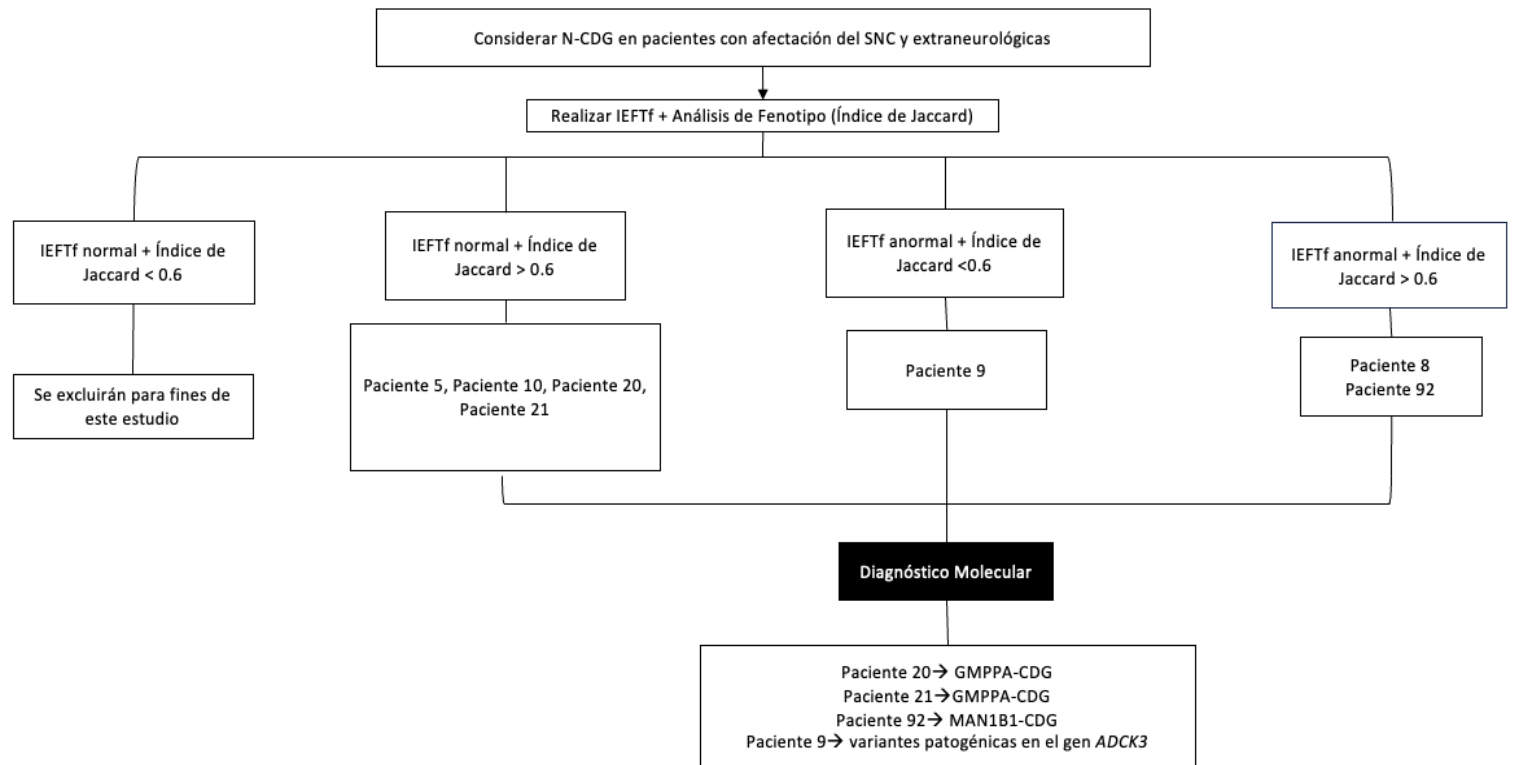 Considerar N-CDG en pacientes con afectación del SNC y extraneurológicas
Realizar IEFTf + Análisis de Fenotipo (Índice de Jaccard)
IEFTf normal + Índice de
Jaccard < 0.6
IEFTf normal + Índice de
Jaccard > 0.6
IEFTf anormal + Índice de
Jaccard <0.6
IEFTf anormal + Índice de
Jaccard > 0.6
Se excluirán para fines de
este estudio
Paciente 5, Paciente 10, Paciente 20,
Paciente 21
Paciente 9
Paciente 8
Paciente 92
Diagnóstico Molecular
Paciente 20→ GMPPA-CDG
Paciente 21→GMPPA-CDG
Paciente 92→ MAN1B1-CDG
Paciente 9→ variantes patogénicas en el gen ADCK3